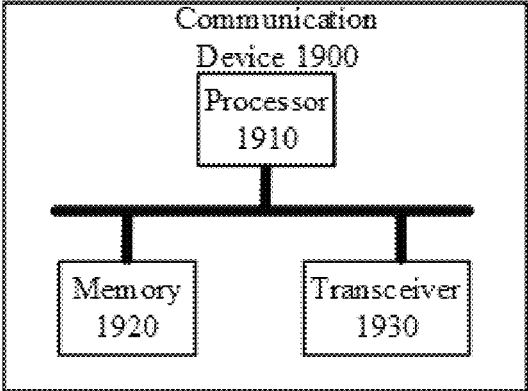 Communication
Device 1900
Processor
1910
Memory
1920
Transceiver
1930